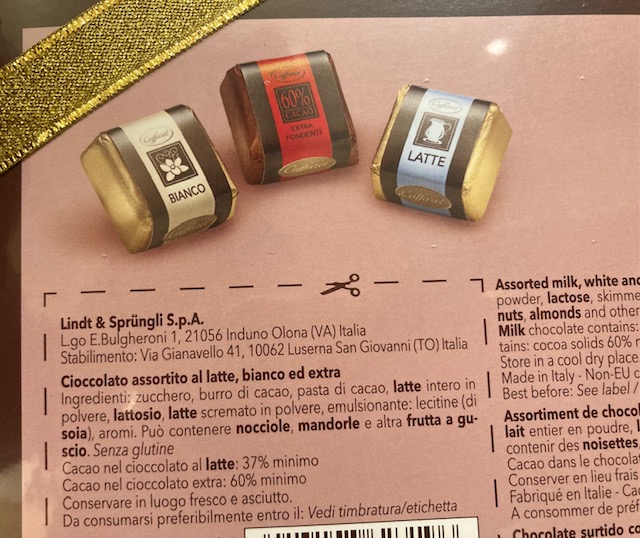 Caffarel
BIANCO
Caffarel
Caffarel
60%
CACAO
EXTRA
FONDENTE
Caffarel
Caffarel
LATTE
Caffarel
Lindt & Sprüngli S.p.A.
L.go E.Bulgheroni 1, 21056 Induno Olona (VA) Italia
Stabilimento: Via Gianavello 41, 10062 Luserna San Giovanni (TO) Italia
Cioccolato assortito al latte, bianco ed extra
Ingredienti: zucchero, burro di cacao, pasta di cacao, latte intero in
polvere, lattosio, latte scremato in polvere, emulsionante: lecitine (di
soia), aromi. Può contenere nocciole, mandorle e altra frutta a gu-
scio. Senza glutine
Cacao nel cioccolato al latte: 37% minimo
Cacao nel cioccolato extra: 60% minimo
Conservare in luogo fresco e asciutto.
Da consumarsi preferibilmente entro il: Vedi timbratura/etichetta
Assorted milk, white and
powder, lactose, skimme
nuts, almonds and other
Milk chocolate contains:
tains: cocoa solids 60% m
Store in a cool dry place
Made in Italy - Non-EU c
Best before: See label /
Assortiment de chocol
lait entier en poudre, l
contenir des noisettes,
Cacao dans le chocolat
Conserver en lieu frais
Fabriqué en Italie - Cac
A consommer de préf
Chocolate surtido co